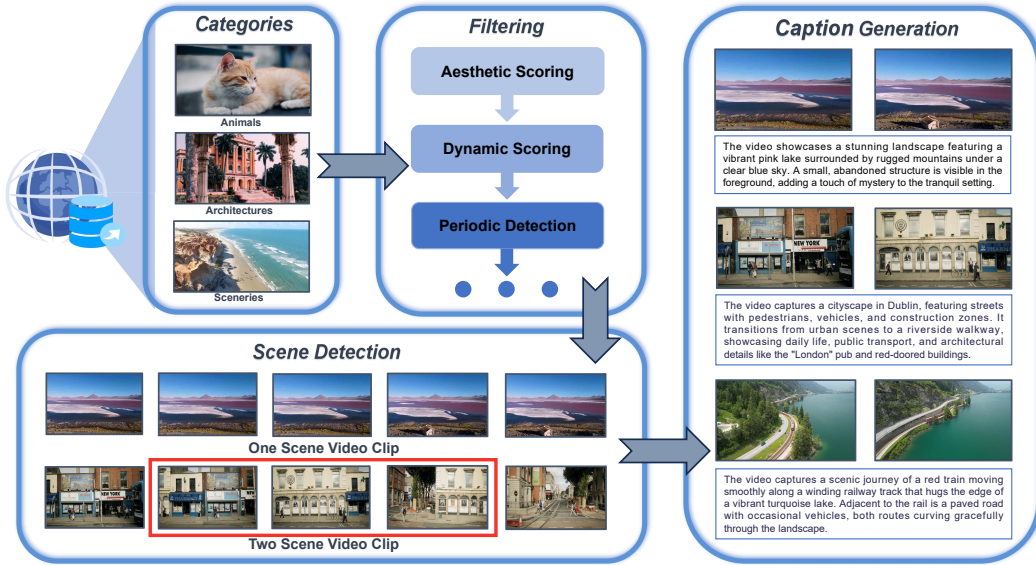 Categories
Animals
Architectures
Sceneries
Filtering
Aesthetic Scoring
Dynamic Scoring
Periodic Detection
Scene Detection
One Scene Video Clip
NEW YORK
Two Scene Video Clip
Caption Generation
The video showcases a stunning landscape featuring a
vibrant pink lake surrounded by rugged mountains under a
clear blue sky. A small, abandoned structure is visible in the
foreground, adding a touch of mystery to the tranquil setting.
NEW YORK
The video captures a cityscape in Dublin, featuring streets
with pedestrians, vehicles, and construction zones. It
transitions from urban scenes to a riverside walkway,
showcasing daily life, public transport, and architectural
details like the "London" pub and red-doored buildings.
The video captures a scenic journey of a red train moving
smoothly along a winding railway track that hugs the edge of
a vibrant turquoise lake. Adjacent to the rail is a paved road
with occasional vehicles, both routes curving gracefully
through the landscape.